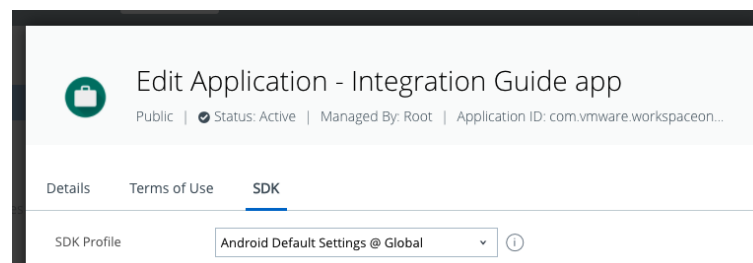 Edit Application - Integration Guide app
Public | Status: Active | Managed By: Root | Application ID: com.vmware.workspaceon...
Details Terms of Use SDK
SDK Profile Android Default Settings @ Global